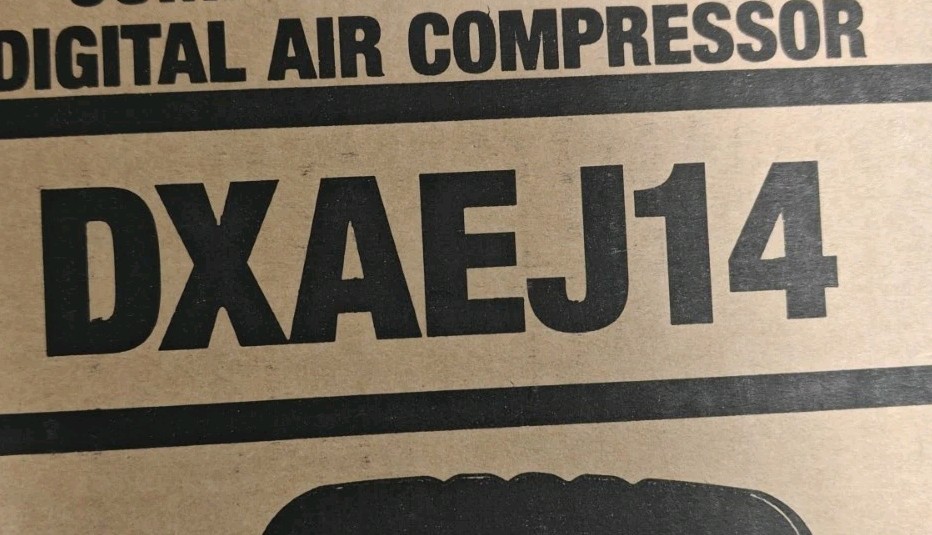 DIGITAL AIR COMPRESSOR
DXAEJ14